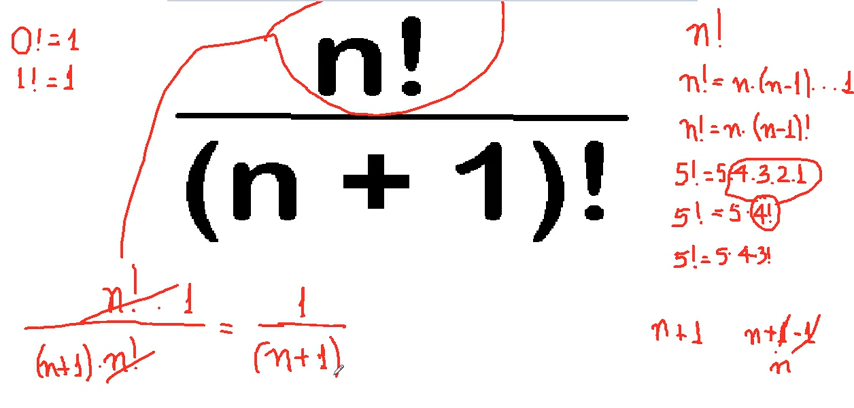 0! = 1
1! = 1
n!
(n + 1)!
n!
n! = n.(n-1)... 1
n! = n. (n-1)!
5! = 5.4.3.2.1
5! = 5.4!
5! = 5.4.3!
n! . 1
(n+1).n!
=
1
(n+1)
n+1 n+1-1
n